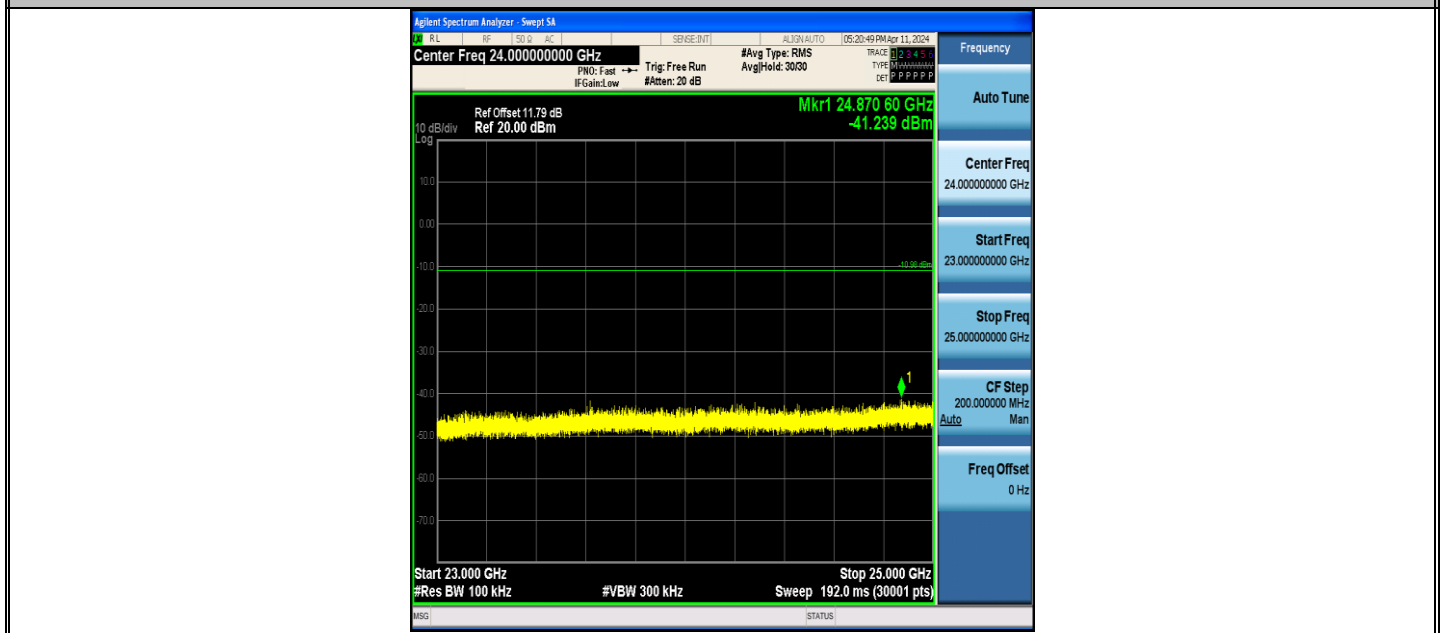 Agilent Spectrum Analyzer - Swept SA
RL RF 50 Ω AC SENSE:INT ALIGN AUTO 05:20:49 PM Apr 11, 2024
Center Freq 24.000000000 GHz
PNO: Fast
IFGain:Low
Trig: Free Run
#Atten: 20 dB
#Avg Type: RMS
Avg|Hold: 30/30
TRACE 1 2 3 4 5 6
TYPE
DET P P P P P P
Mkr1 24.870 60 GHz
-41.239 dBm
Ref Offset 11.79 dB
10 dB/div Ref 20.00 dBm
Log
10.0
0.00
-10.0
-10.98 dBm
-20.0
-30.0
1
-40.0
-50.0
-60.0
-70.0
Start 23.000 GHz Stop 25.000 GHz
#Res BW 100 kHz #VBW 300 kHz Sweep 192.0 ms (30001 pts)
MSG STATUS
Frequency
Auto Tune
Center Freq
24.000000000 GHz
Start Freq
23.000000000 GHz
Stop Freq
25.000000000 GHz
CF Step
200.000000 MHz
Auto Man
Freq Offset
0 Hz